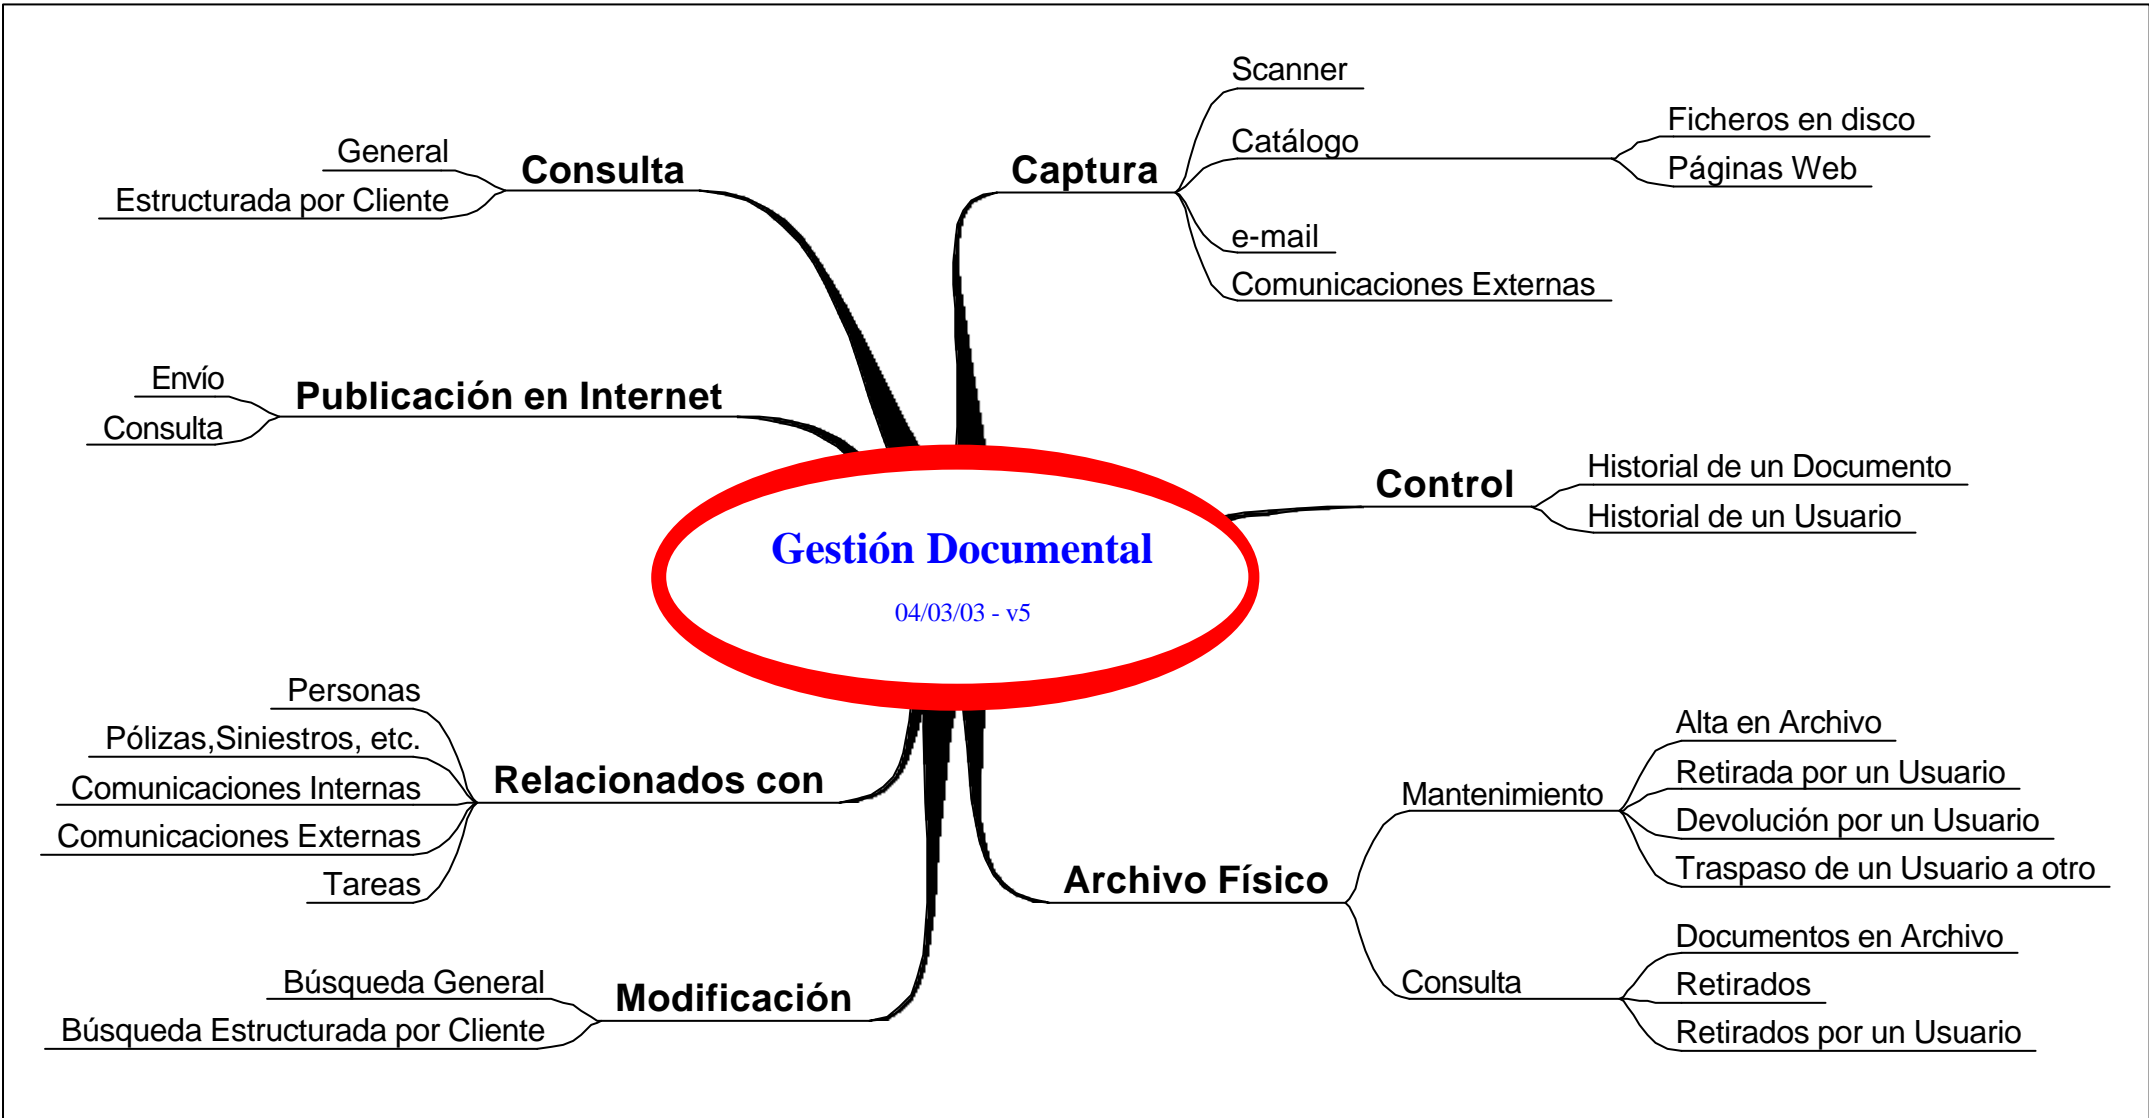 Gestión Documental
04/03/03 - v5
Captura
Scanner
Catálogo
Ficheros en disco
Páginas Web
e-mail
Comunicaciones Externas
Control
Historial de un Documento
Historial de un Usuario
Archivo Físico
Mantenimiento
Alta en Archivo
Retirada por un Usuario
Devolución por un Usuario
Traspaso de un Usuario a otro
Consulta
Documentos en Archivo
Retirados
Retirados por un Usuario
Modificación
Búsqueda General
Búsqueda Estructurada por Cliente
Relacionados con
Personas
Pólizas,Siniestros, etc.
Comunicaciones Internas
Comunicaciones Externas
Tareas
Publicación en Internet
Envío
Consulta
Consulta
General
Estructurada por Cliente